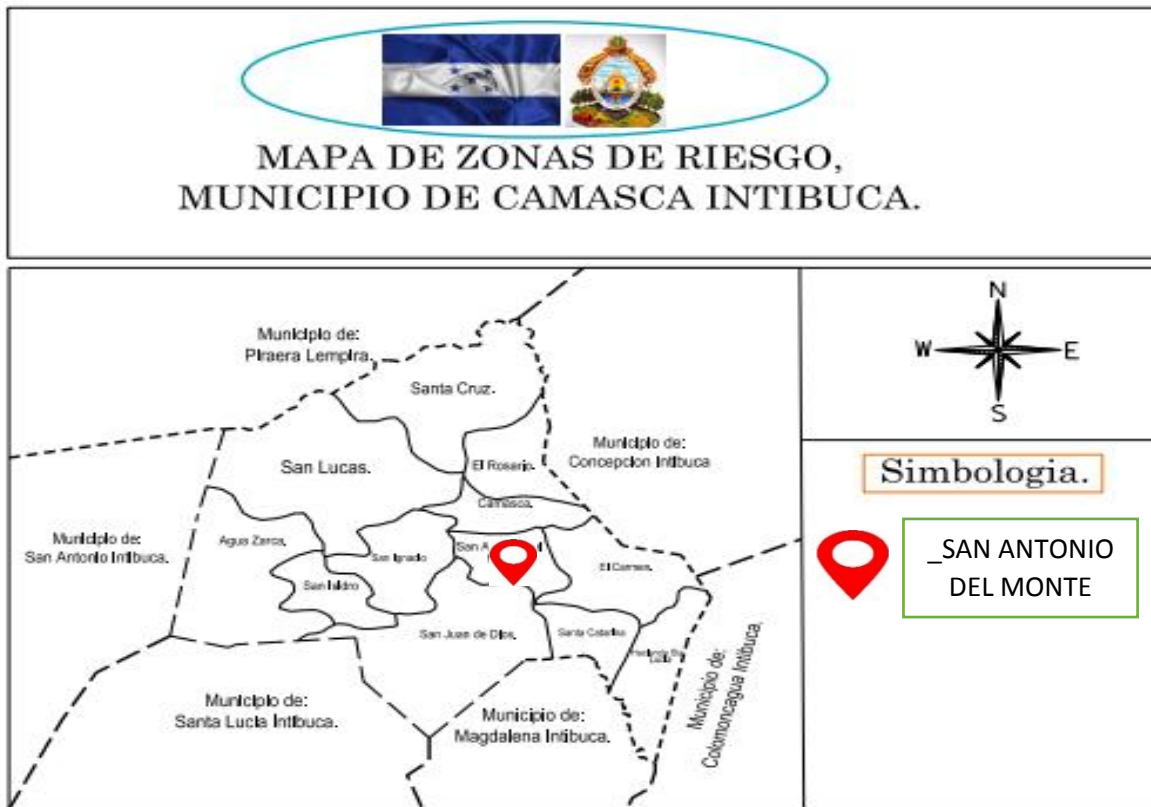 MAPA DE ZONAS DE RIESGO,
MUNICIPIO DE CAMASCA INTIBUCA.
Municipio de:
Piraera Lempira.
Santa Cruz.
N
W
E
S
San Lucas.
El Rosario.
Municipio de:
Concepcion Intibuca
Simbologia.
Camasca.
Municipio de:
San Antonio Intibuca.
Agua Zarca.
San Ignacio
San
El Carmen.
_SAN ANTONIO
DEL MONTE
San Isidro
San Juan de Dios.
Santa Catarina
Municipio de:
Santa Lucia Intibuca.
Municipio de:
Magdalena Intibuca.
Municipio de:
Colomoncagua Intibuca.